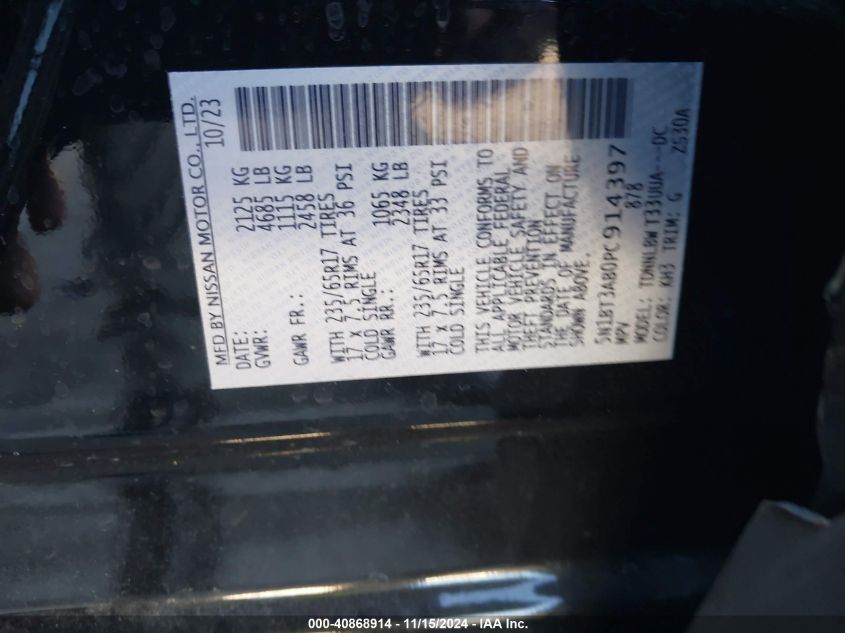 MFD BY NISSAN MOTOR CO., LTD.
DATE: 10/23
GVWR: 2125 KG
4685 LB
GAWR FR.: 1115 KG
2458 LB
WITH 235/65R17 TIRES
17 x 7.5 RIMS AT 36 PSI
COLD SINGLE
GAWR RR.: 1065 KG
2348 LB
WITH 235/65R17 TIRES
17 x 7.5 RIMS AT 33 PSI
COLD SINGLE
THIS VEHICLE CONFORMS TO
ALL APPLICABLE FEDERAL
MOTOR VEHICLE SAFETY AND
THEFT PREVENTION
STANDARDS IN EFFECT ON
THE DATE OF MANUFACTURE
SHOWN ABOVE.
5N1BT3AB0PC914397
MPV 878
MODEL: TDNNLBW T33UUA---DC
COLOR: KH3 TRIM: G ZS30A
000-40868914 - 11/15/2024 - IAA Inc.